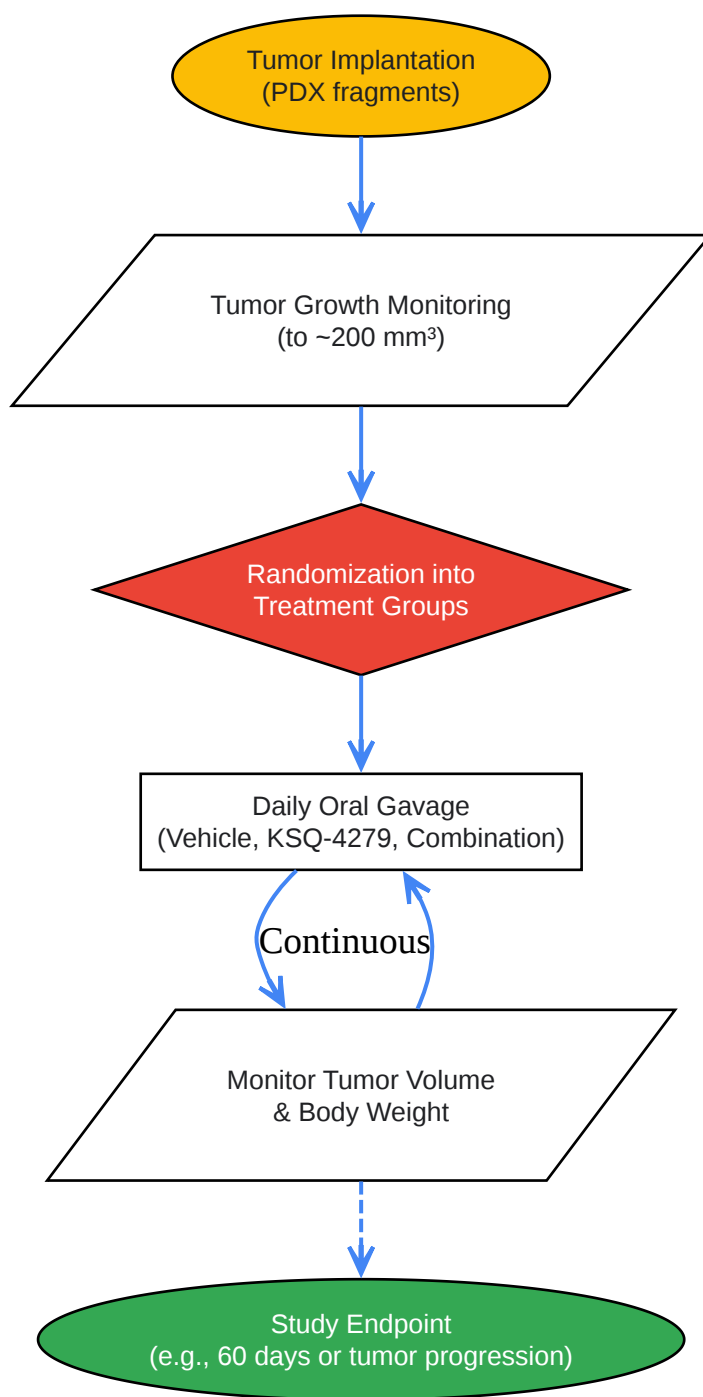 Tumor Implantation
(PDX fragments)
Tumor Growth Monitoring
(to ~200 mm³)
Randomization into
Treatment Groups
Daily Oral Gavage
(Vehicle, KSQ-4279, Combination)
Continuous
Monitor Tumor Volume
& Body Weight
Study Endpoint
(e.g., 60 days or tumor progression)